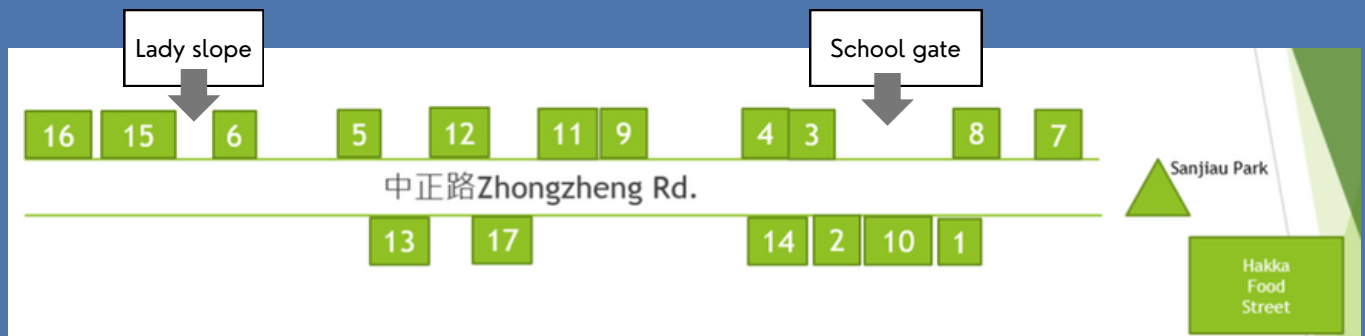 Lady slope
School gate
16 15 6 5 12 11 9 4 3 8 7
Sanjiau Park
中正路Zhongzheng Rd.
13 17 14 2 10 1
Hakka
Food
Street